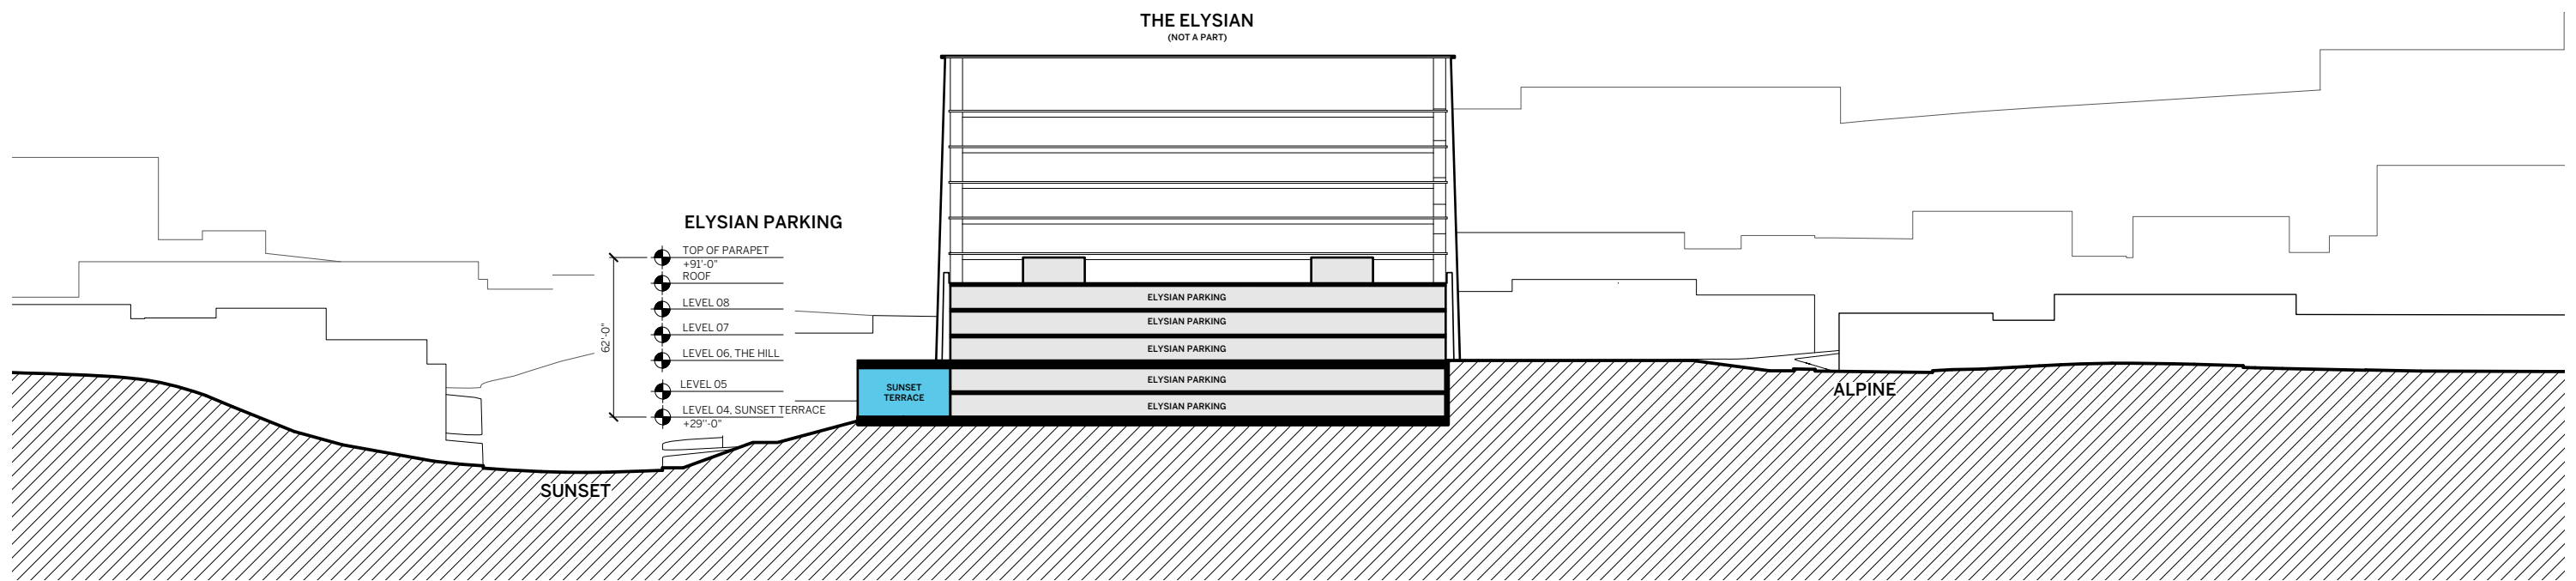 THE ELYSIAN
(NOT A PART)
ELYSIAN PARKING
TOP OF PARAPET
+91'-0"
ROOF
LEVEL 08
LEVEL 07
LEVEL 06, THE HILL
LEVEL 05
LEVEL 04, SUNSET TERRACE
+29''-0"
62'-0"
ELYSIAN PARKING
ELYSIAN PARKING
ELYSIAN PARKING
ELYSIAN PARKING
ELYSIAN PARKING
SUNSET
TERRACE
SUNSET
ALPINE